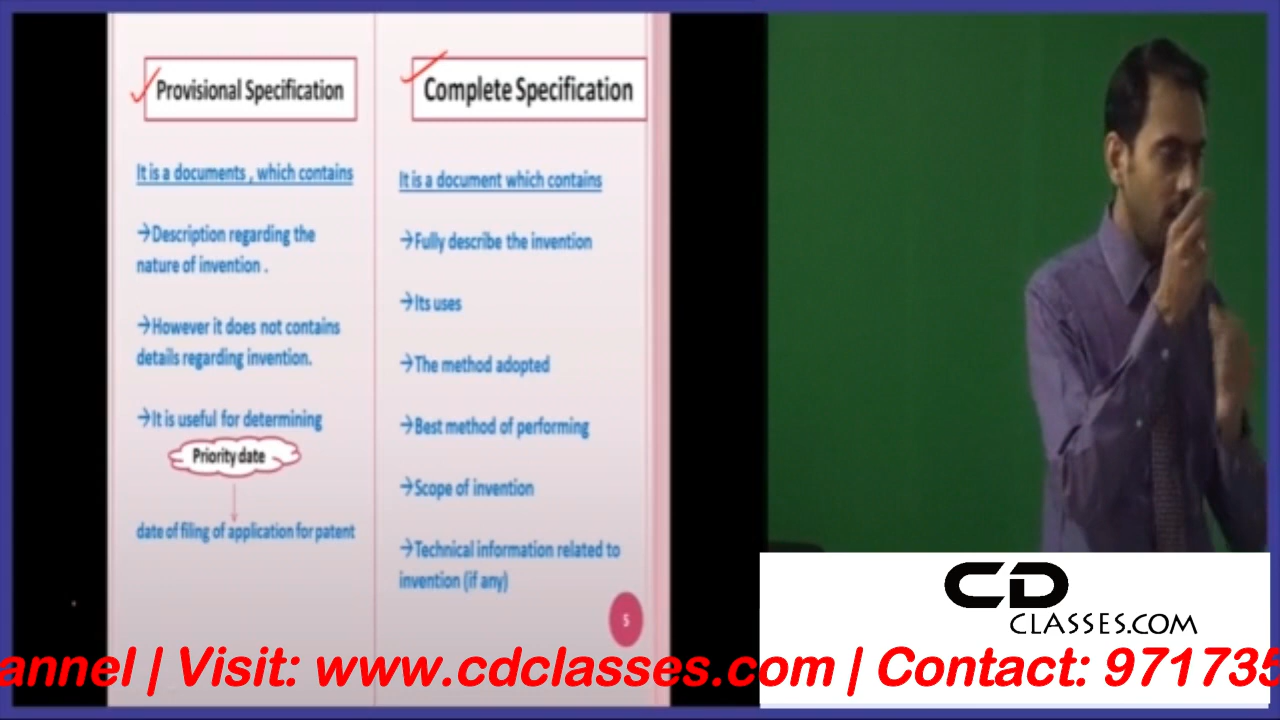 Provisional Specification
It is a documents , which contains
→Description regarding the
nature of invention .
→However it does not contains
details regarding invention.
→It is useful for determining
Priority date
date of filing of application for patent
Complete Specification
It is a document which contains
→Fully describe the invention
→Its uses
→The method adopted
→Best method of performing
→Scope of invention
→Technical information related to
invention (if any)
5
CD
CLASSES.COM
annel | Visit: www.cdclasses.com | Contact: 971735